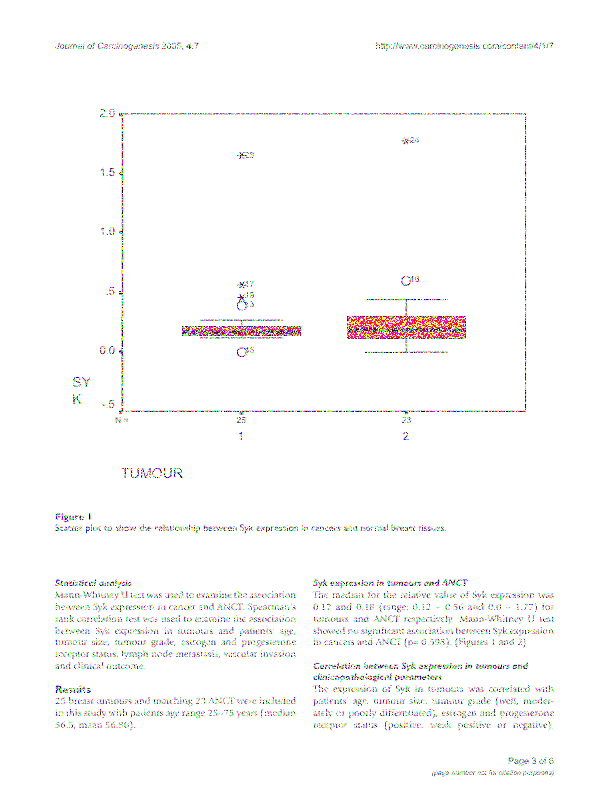 Journal of Carcinogenesis 2005, 4:7
http://www.carcinogenesis.com/content/4/1/7
2.0
1.5
1.0
.5
0.0
-.5
SY
K
N =
25
23
1
2
TUMOUR
Figure 1
Scatter plot to show the relationship between Syk expression in cancers and normal breast tissues.
Statistical analysis
Mann-Whitney U test was used to examine the association
between Syk expression in cancer and ANCT. Spearman's
rank correlation test was used to examine the association
between Syk expression in tumours and patients' age,
tumour size, tumour grade, estrogen and progesterone
receptor status, lymph node metastasis, vascular invasion
and clinical outcome.
Results
25 breast tumours and matching 23 ANCT were included
in this study with patients age range 25–75 years (median
56.5, mean
Syk expression in tumours and ANCT
The median for the relative value of Syk expression was
0.17 and 0.18 (range: 0.12 – and 0.0 – 1.77) for
tumours and ANCT respectively. Mann-Whitney U test
showed no significant association between Syk expression
in cancers and ANCT (p= 0.598). (Figures 1 and 2)
Correlation between Syk expression in tumours and
clinicopathological parameters
The expression of Syk in tumours was correlated with
patients' age, tumour size, tumour grade (well, moder-
ately or poorly differentiated), estrogen and progesterone
receptor status (positive, weak positive or negative),
Page 3 of 8
(page number not for citation purposes)